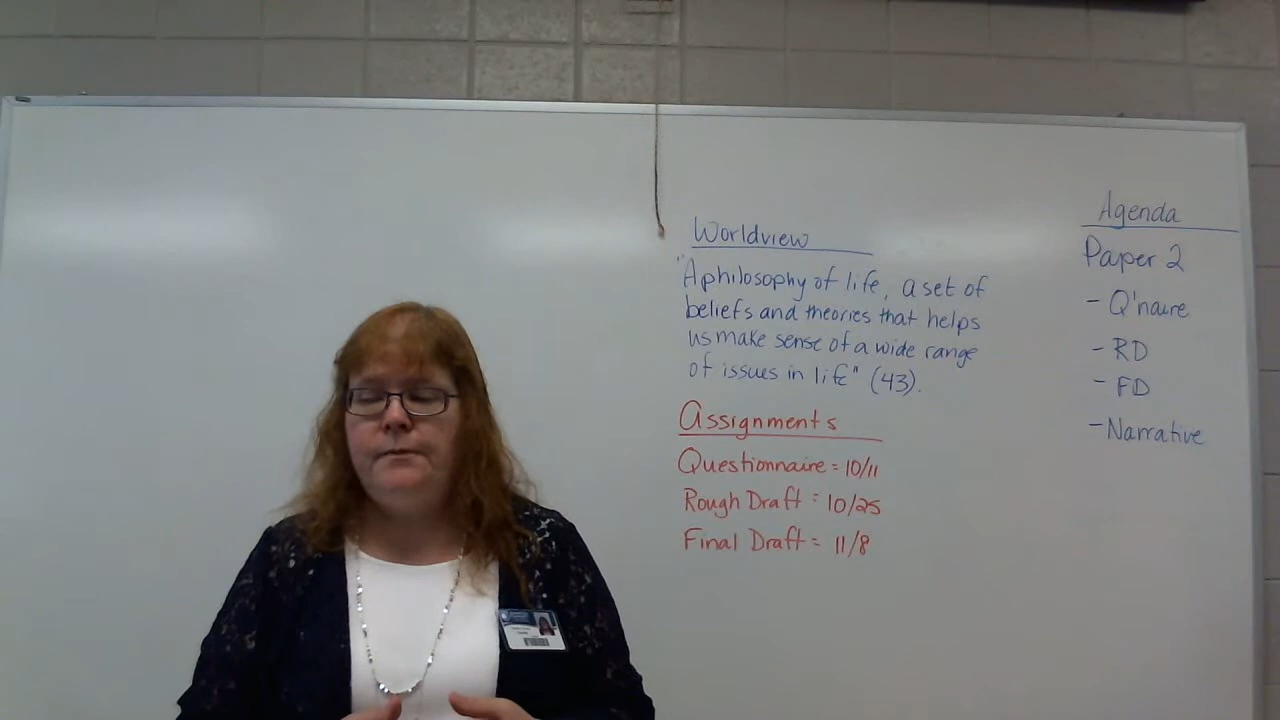 Worldview
"A philosophy of life, a set of
beliefs and theories that helps
us make sense of a wide range
of issues in life" (43).
Assignments
Questionnaire = 10/11
Rough Draft = 10/25
Final Draft = 11/8
Agenda
Paper 2
- Q'naire
- RD
- FD
- Narrative